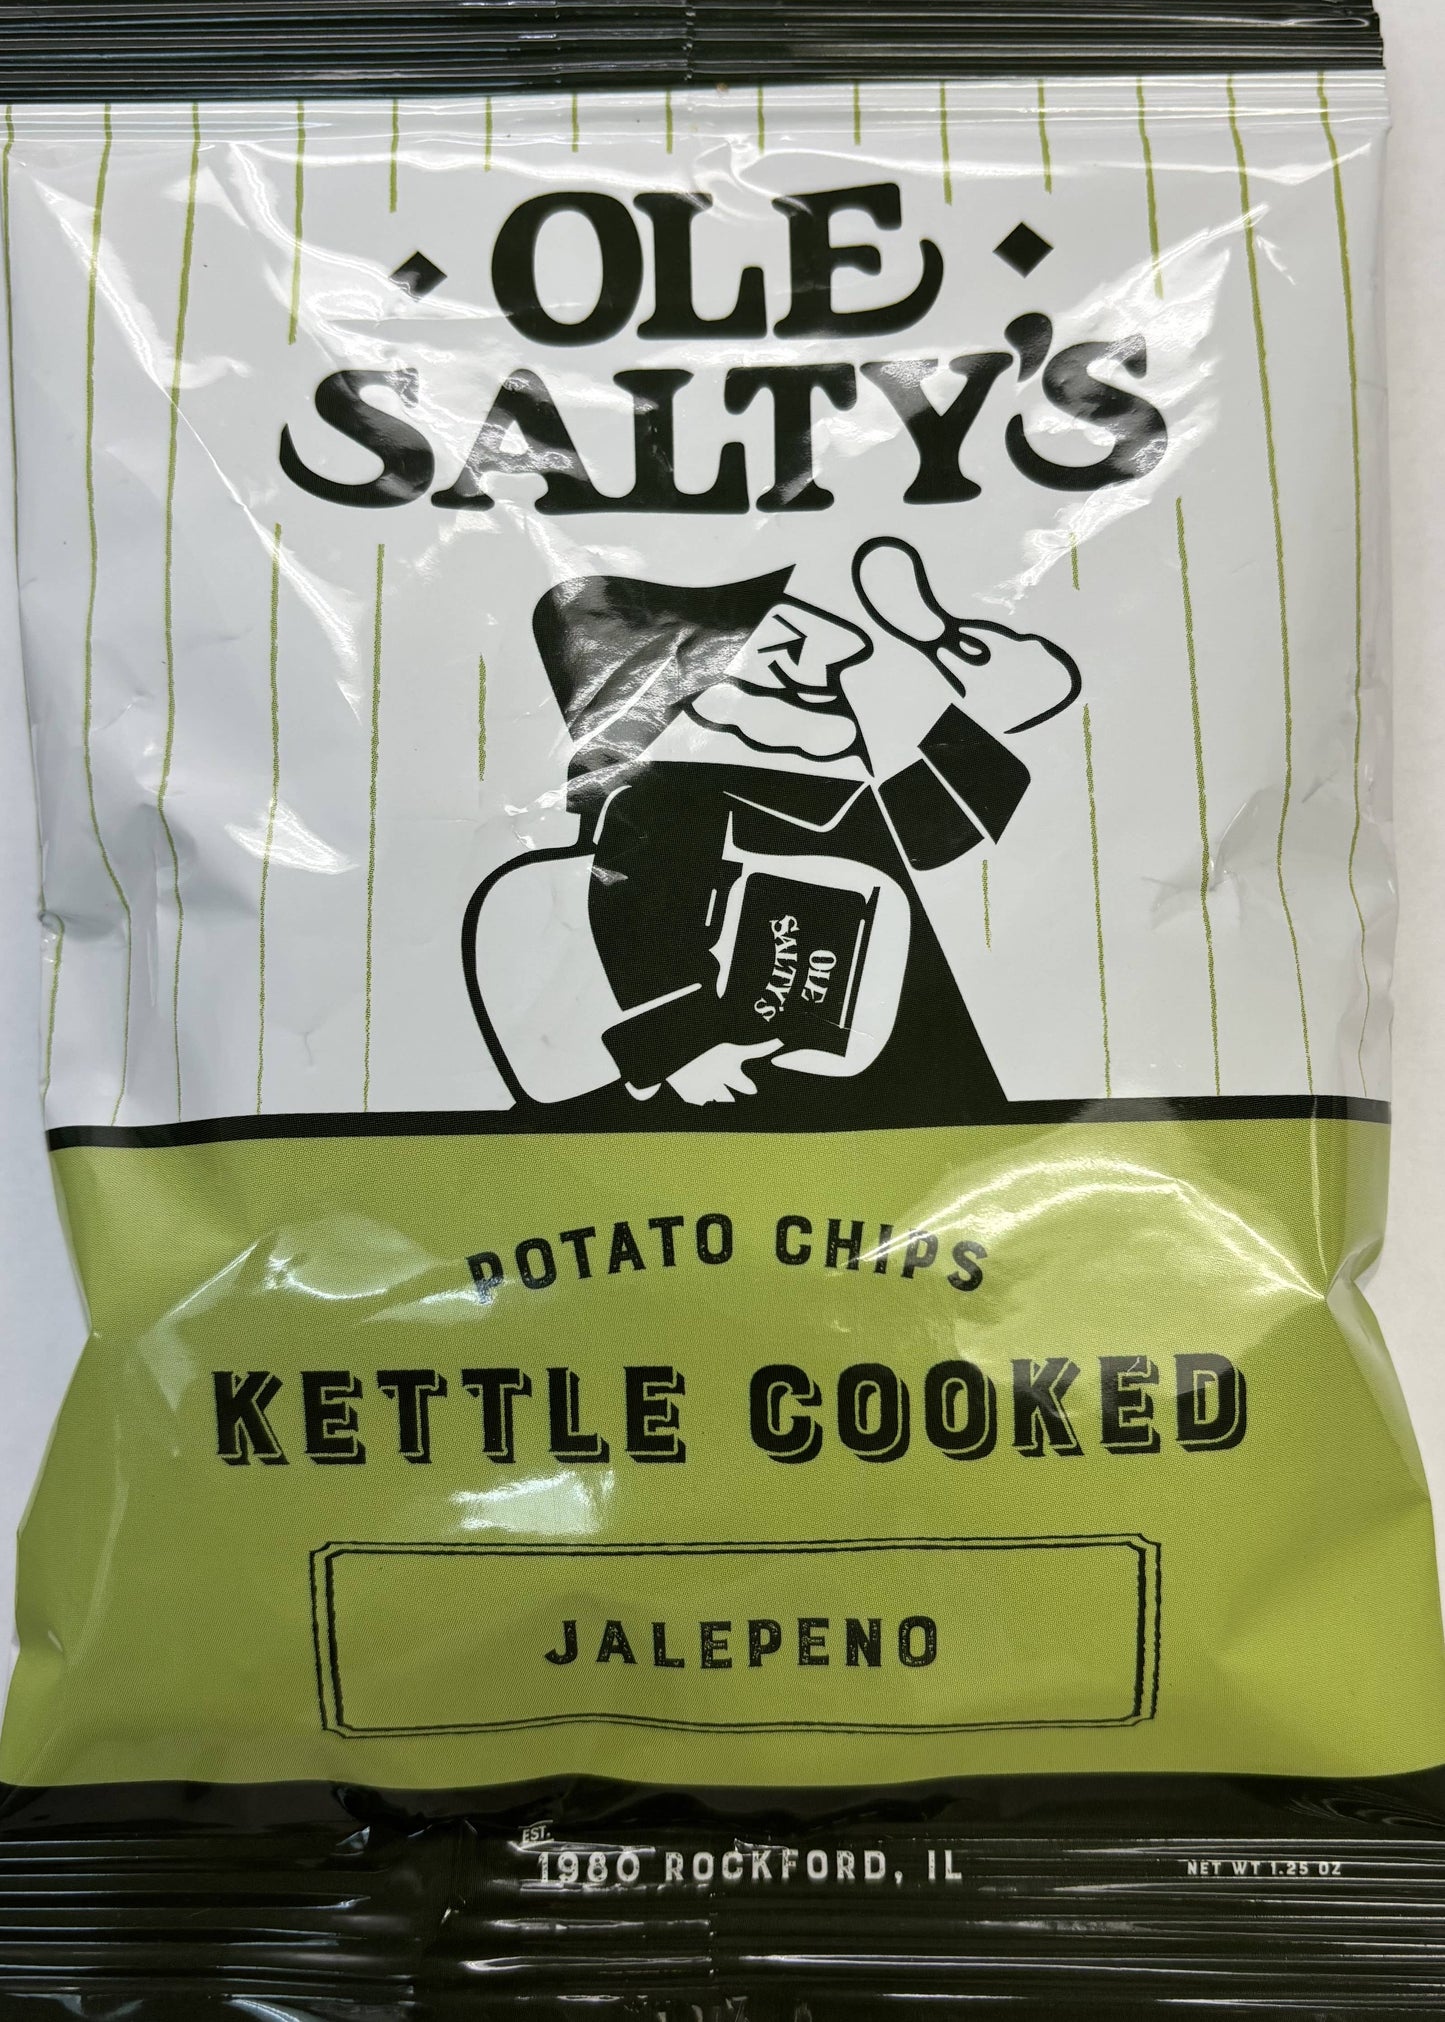 OLE
SALTY'S
OLE
SALTY'S
POTATO CHIPS
KETTLE COOKED
JALEPENO
EST.
1980 ROCKFORD, IL
NET WT 1.25 OZ